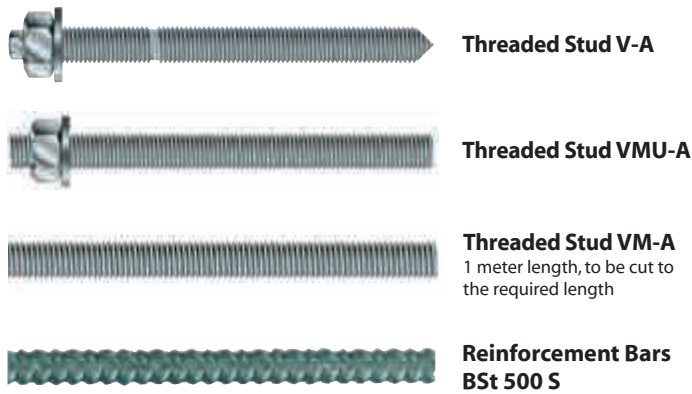 Threaded Stud V-A
Threaded Stud VMU-A
Threaded Stud VM-A
1 meter length, to be cut to
the required length
Reinforcement Bars
BSt 500 S